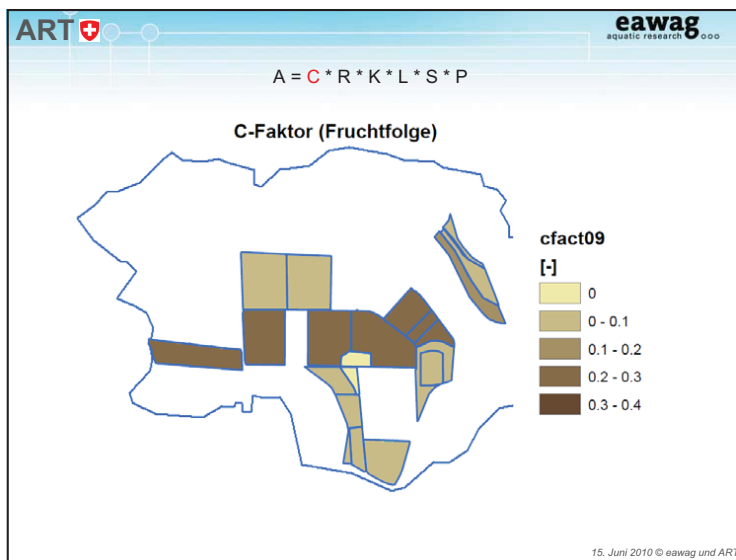 ART
eawag
aquatic research
A = C * R * K * L * S * P
C-Faktor (Fruchtfolge)
cfact09
[-]
0
0 - 0.1
0.1 - 0.2
0.2 - 0.3
0.3 - 0.4
15. Juni 2010 © eawag und ART